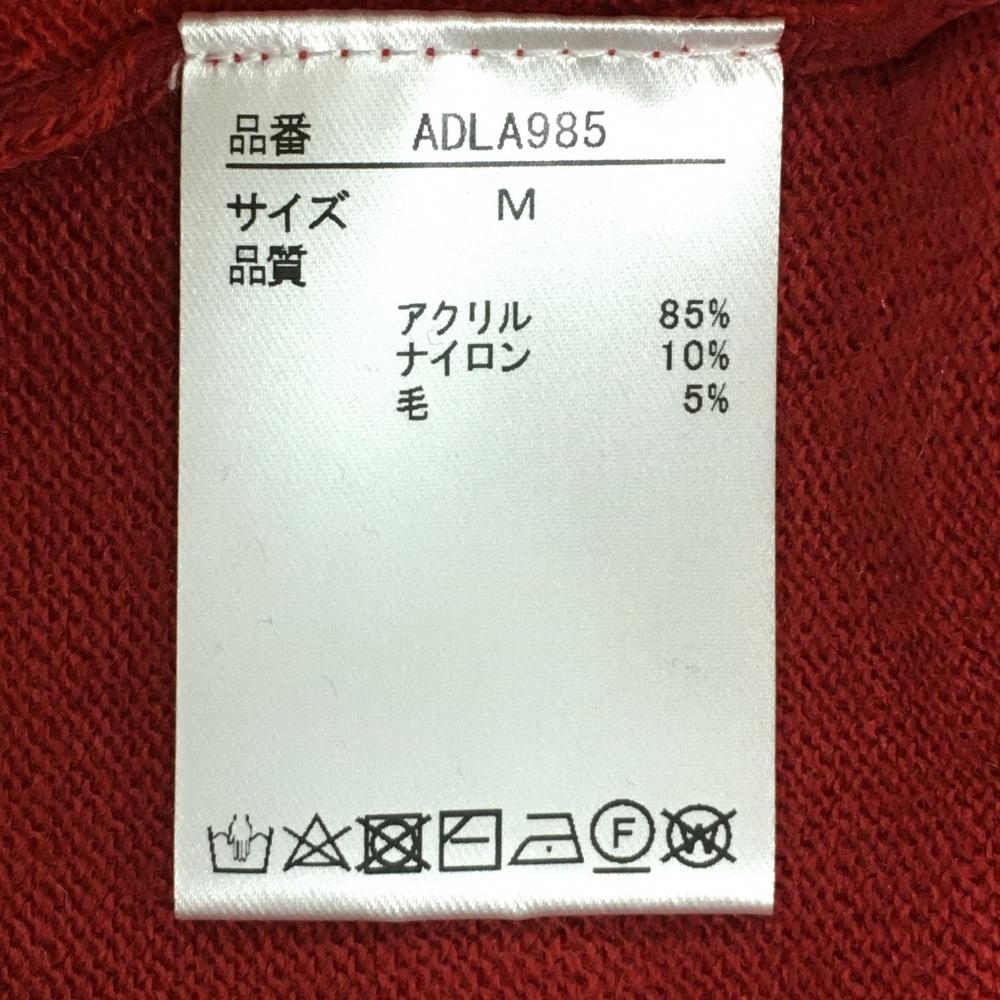 品番 ADLA985
サイズ M
品質
アクリル 85%
ナイロン 10%
毛 5%
F W